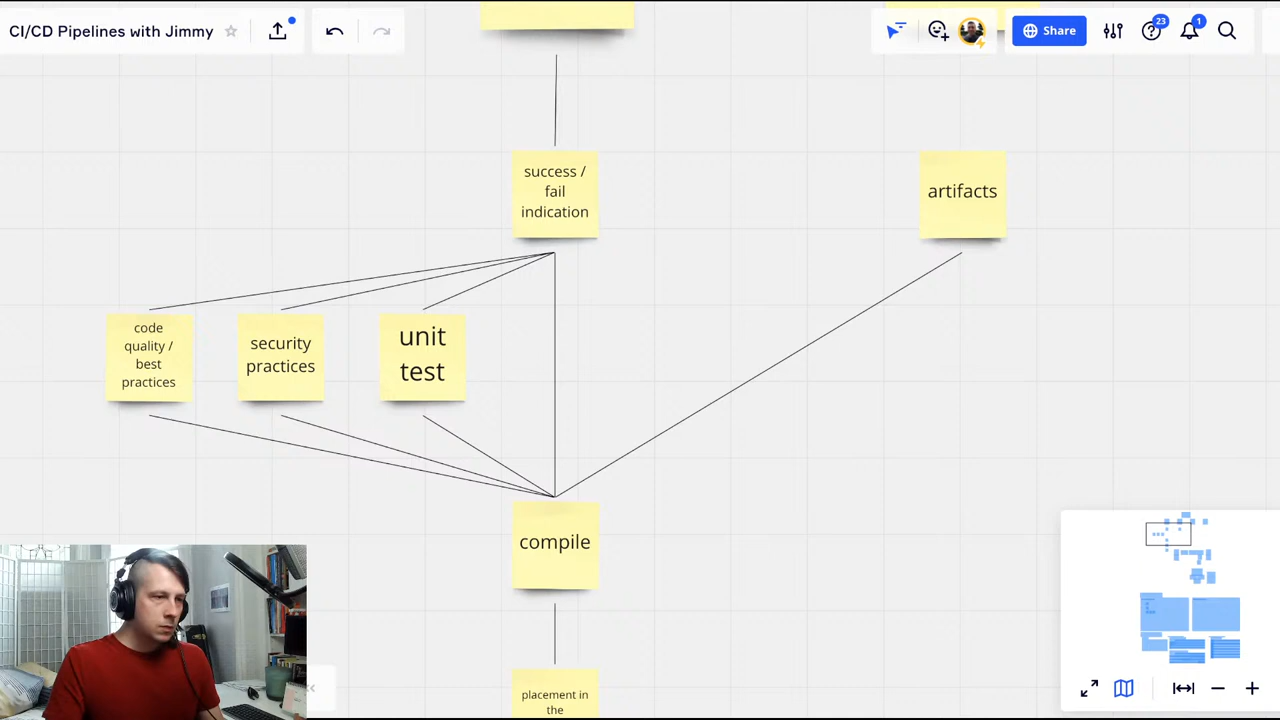 CI/CD Pipelines with Jimmy
Share
23
1
success /
fail
indication
artifacts
code
quality /
best
practices
security
practices
unit
test
compile
placement in
the